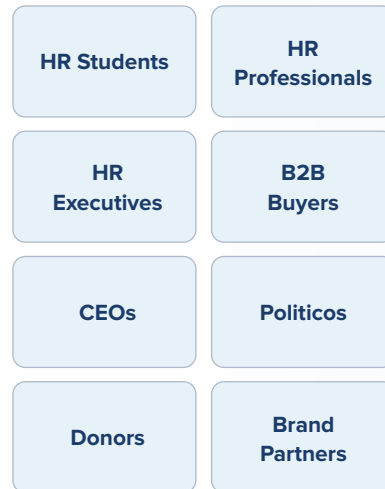 HR Students
HR
Professionals
HR
Executives
B2B
Buyers
CEOs
Politicos
Donors
Brand
Partners